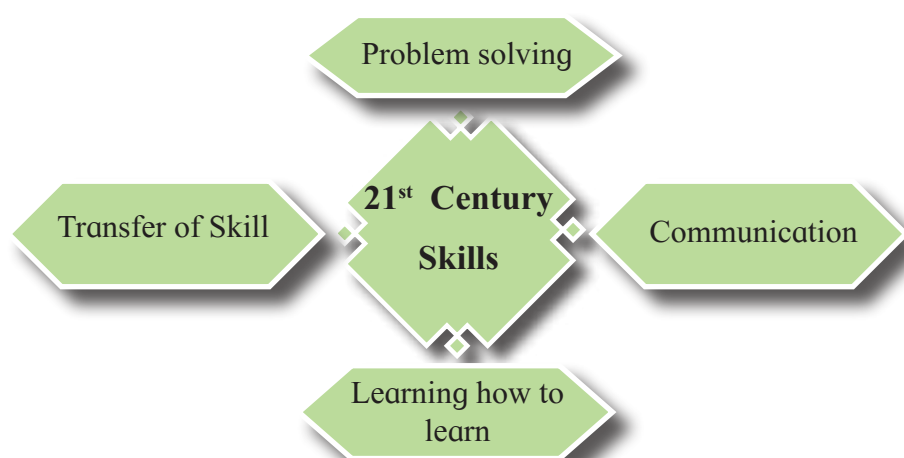 Problem solving
21st Century
Skills
Transfer of Skill
Communication
Learning how to
learn